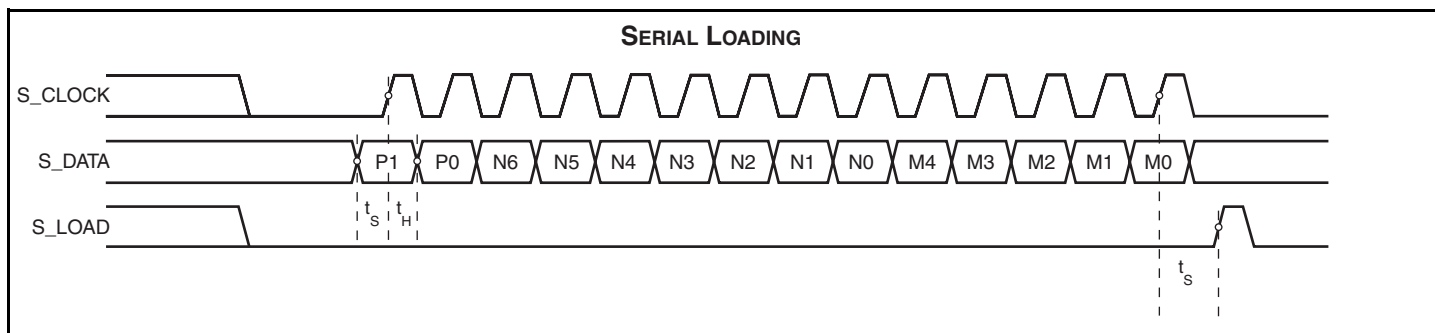 SERIAL LOADING
S_CLOCK
S_DATA P1 P0 N6 N5 N4 N3 N2 N1 N0 M4 M3 M2 M1 M0
tS tH
S_LOAD
tS